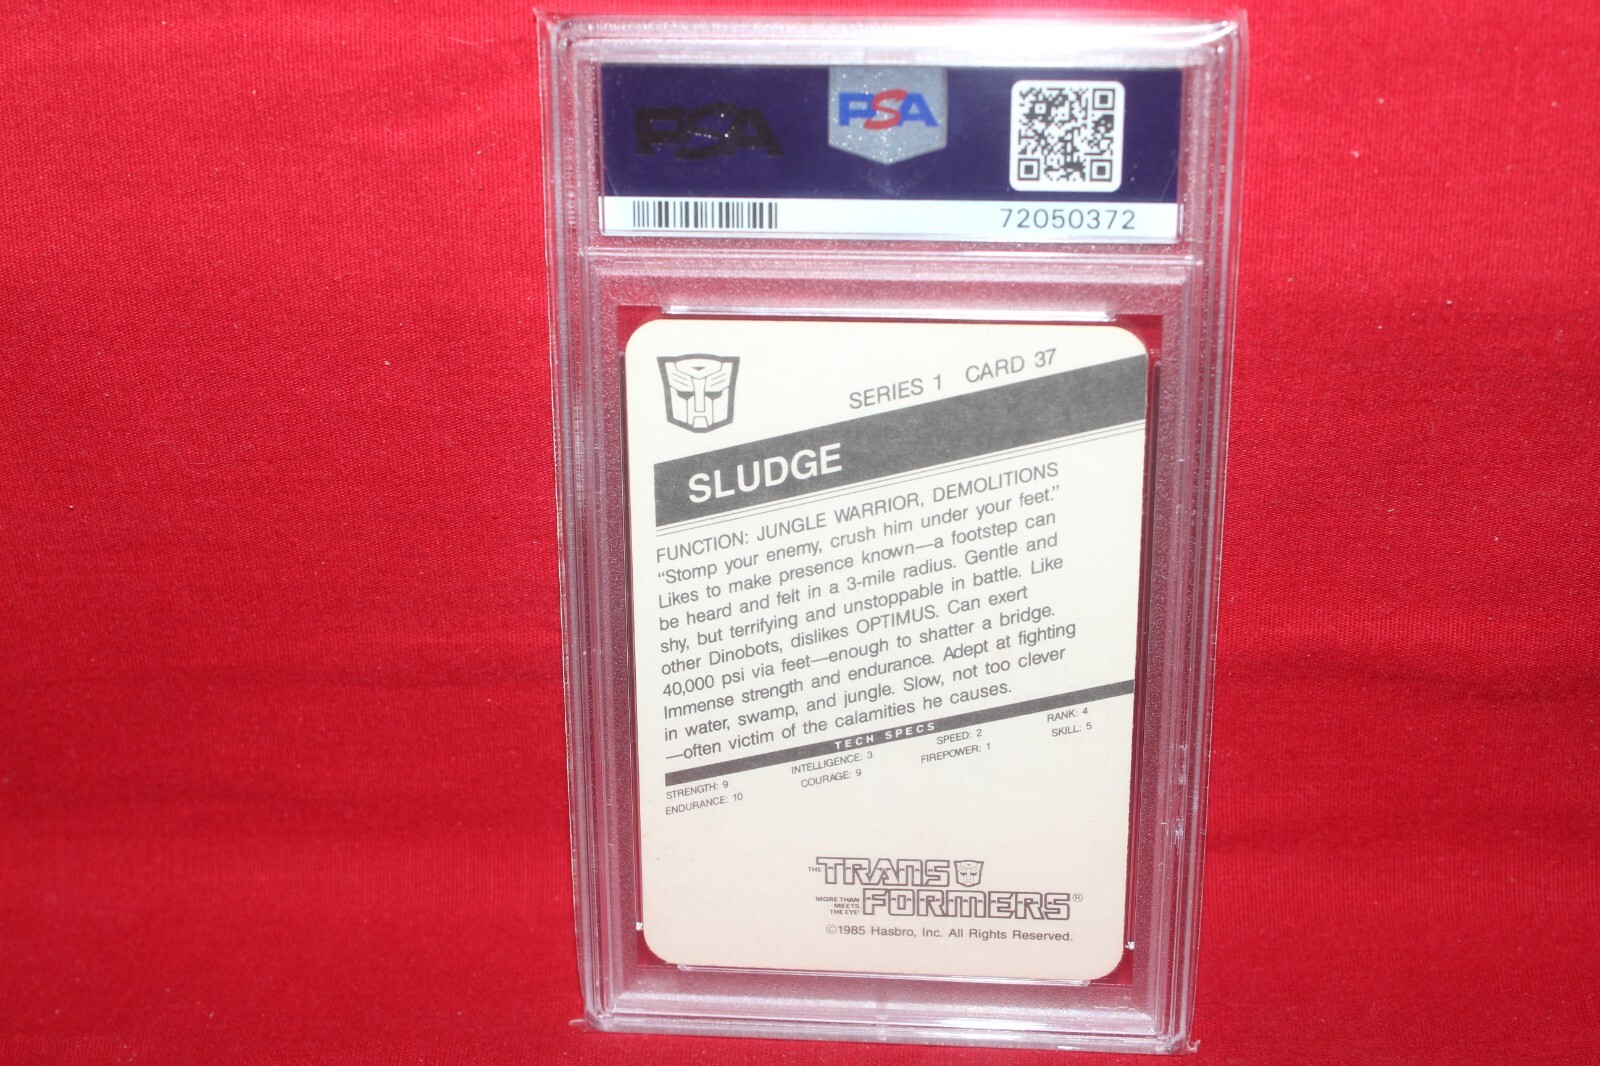 PSA
PSA
72050372
SERIES 1 CARD 37
SLUDGE
FUNCTION: JUNGLE WARRIOR, DEMOLITIONS
“Stomp your enemy, crush him under your feet.”
Likes to make presence known—a footstep can
be heard and felt in a 3-mile radius. Gentle and
shy, but terrifying and unstoppable in battle. Like
other Dinobots, dislikes OPTIMUS. Can exert
40,000 psi via feet—enough to shatter a bridge.
Immense strength and endurance. Adept at fighting
in water, swamp, and jungle. Slow, not too clever
—often victim of the calamities he causes.
TECH SPECS
STRENGTH: 9 INTELLIGENCE: 3 SPEED: 2 RANK: 4
ENDURANCE: 10 COURAGE: 9 FIREPOWER: 1 SKILL: 5
THE TRANSFORMERS®
MORE THAN
MEETS
THE EYE
©1985 Hasbro, Inc. All Rights Reserved.